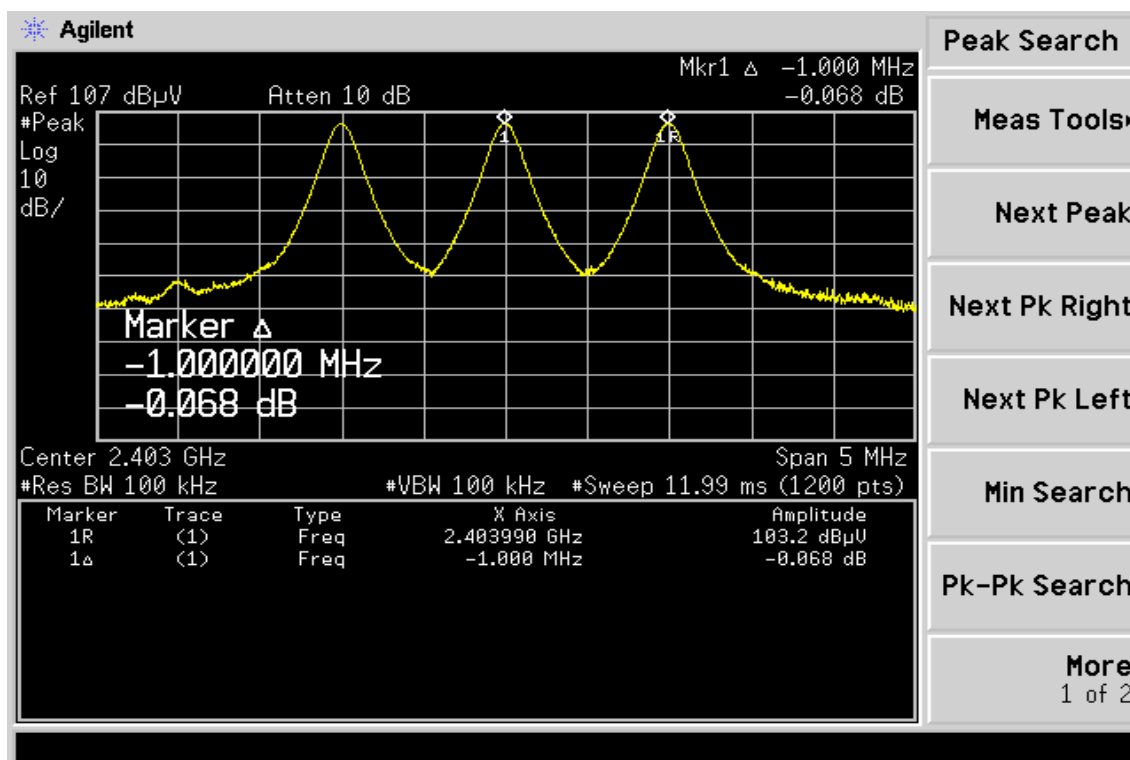 Agilent
Peak Search
Mkr1 Δ -1.000 MHz
Ref 107 dBµV Atten 10 dB -0.068 dB
#Peak
Log
10
dB/
1
1R
Marker Δ
-1.000000 MHz
-0.068 dB
Center 2.403 GHz Span 5 MHz
#Res BW 100 kHz #VBW 100 kHz #Sweep 11.99 ms (1200 pts)
Marker Trace Type X Axis Amplitude
1R (1) Freq 2.403990 GHz 103.2 dBµV
1Δ (1) Freq -1.000 MHz -0.068 dB
Meas Tools
Next Peak
Next Pk Right
Next Pk Left
Min Search
Pk-Pk Search
More
1 of 2